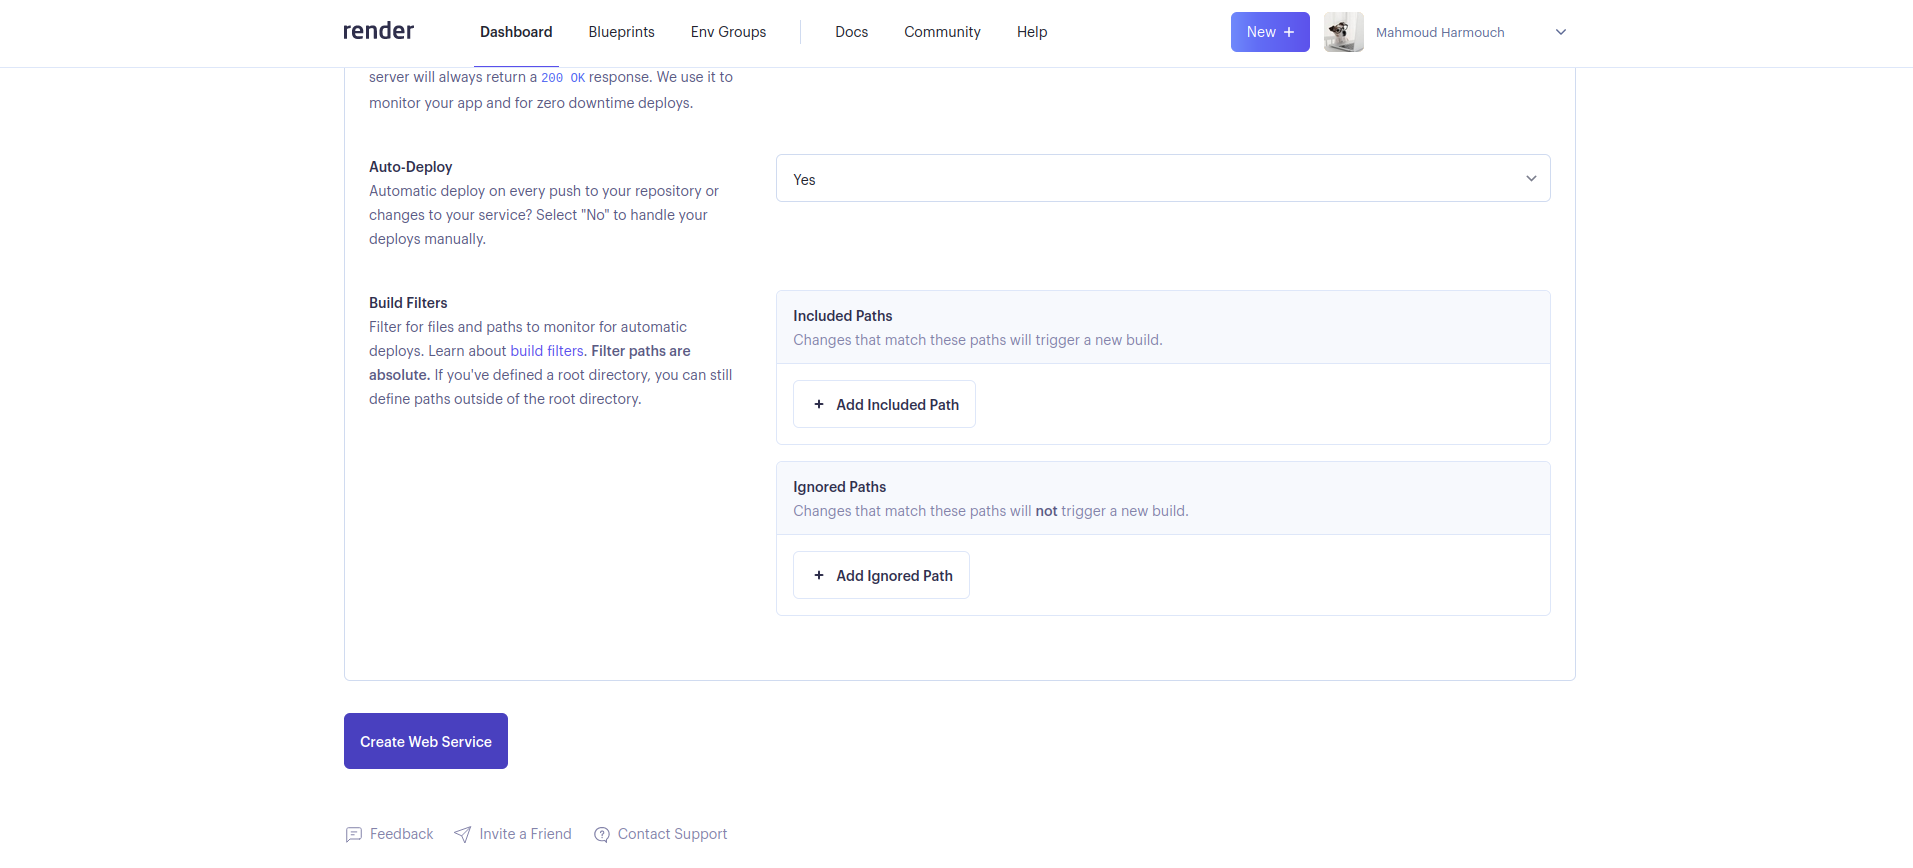 render
Dashboard
Blueprints
Env Groups
Docs
Community
Help
New +
Mahmoud Harmouch
server will always return a 200 OK response. We use it to
monitor your app and for zero downtime deploys.
Auto-Deploy
Automatic deploy on every push to your repository or
changes to your service? Select "No" to handle your
deploys manually.
Yes
Build Filters
Filter for files and paths to monitor for automatic
deploys. Learn about build filters. Filter paths are
absolute. If you've defined a root directory, you can still
define paths outside of the root directory.
Included Paths
Changes that match these paths will trigger a new build.
+ Add Included Path
Ignored Paths
Changes that match these paths will not trigger a new build.
+ Add Ignored Path
Create Web Service
Feedback
Invite a Friend
Contact Support